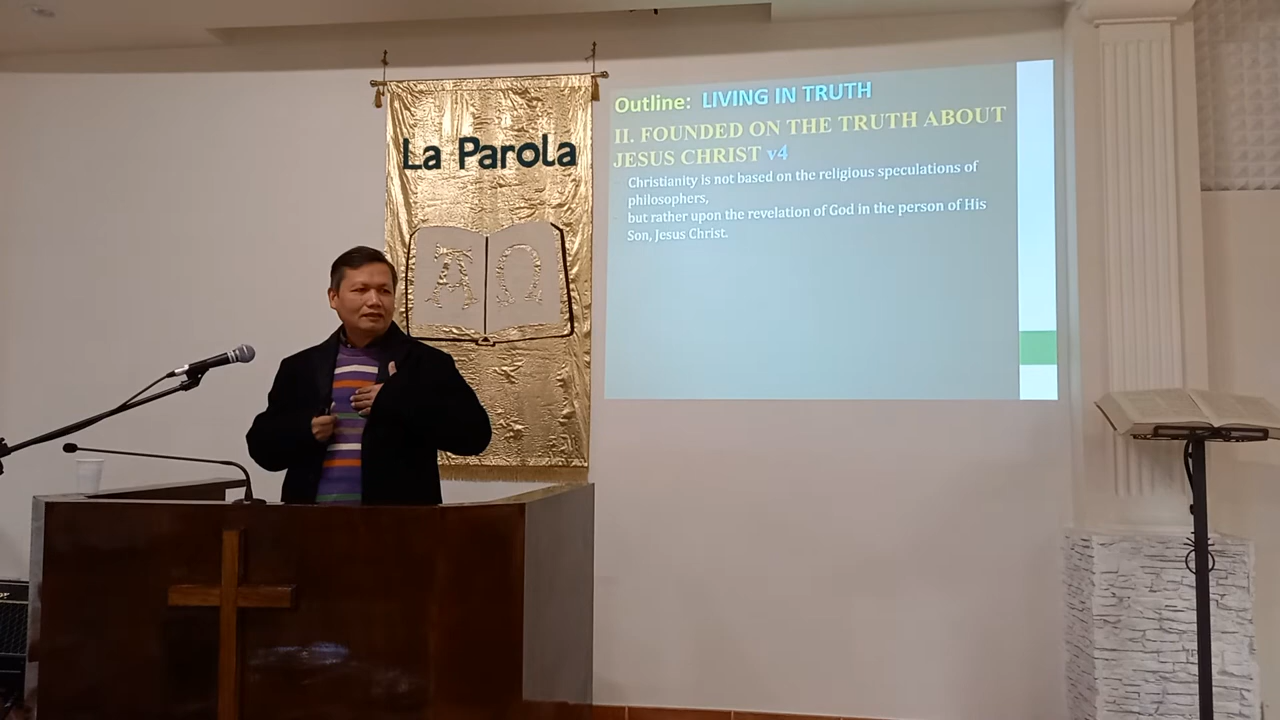 La Parola
Α Ω
Outline: LIVING IN TRUTH
II. FOUNDED ON THE TRUTH ABOUT
JESUS CHRIST v4
Christianity is not based on the religious speculations of
philosophers,
but rather upon the revelation of God in the person of His
Son, Jesus Christ.